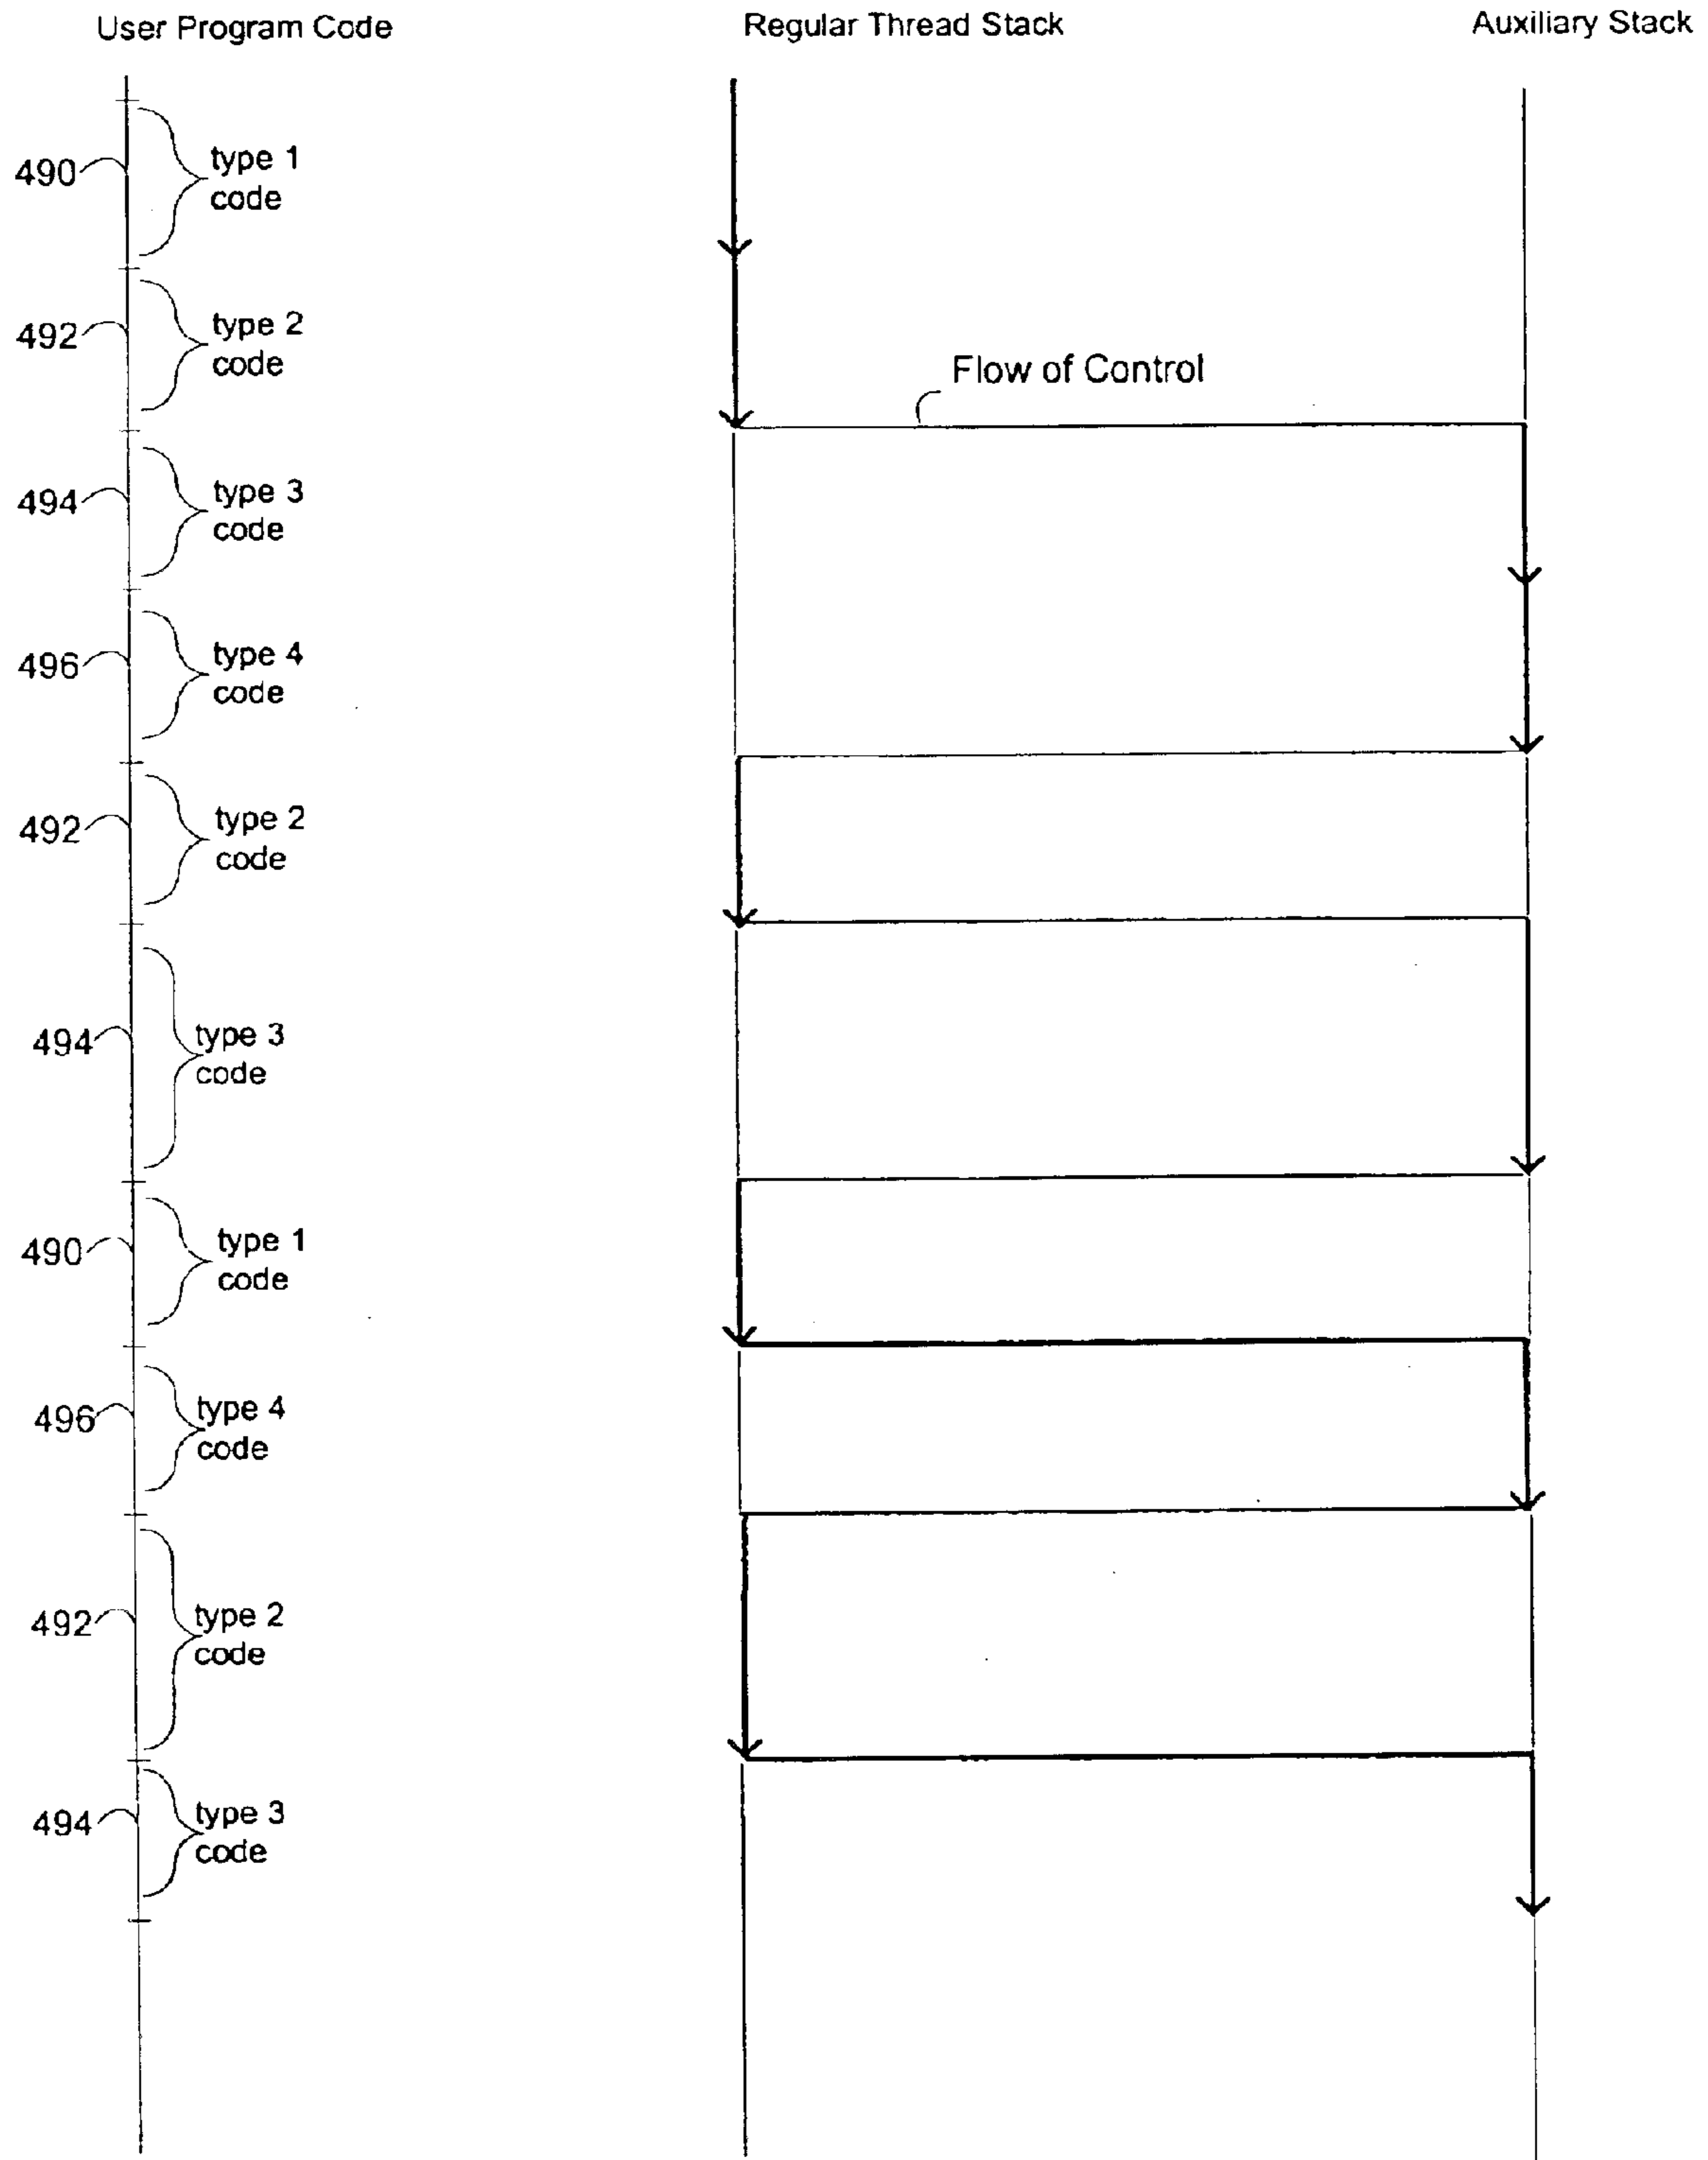 User Program Code
Regular Thread Stack
Auxiliary Stack
490
type 1
code
492
type 2
code
Flow of Control
494
type 3
code
496
type 4
code
492
type 2
code
494
type 3
code
490
type 1
code
496
type 4
code
492
type 2
code
494
type 3
code